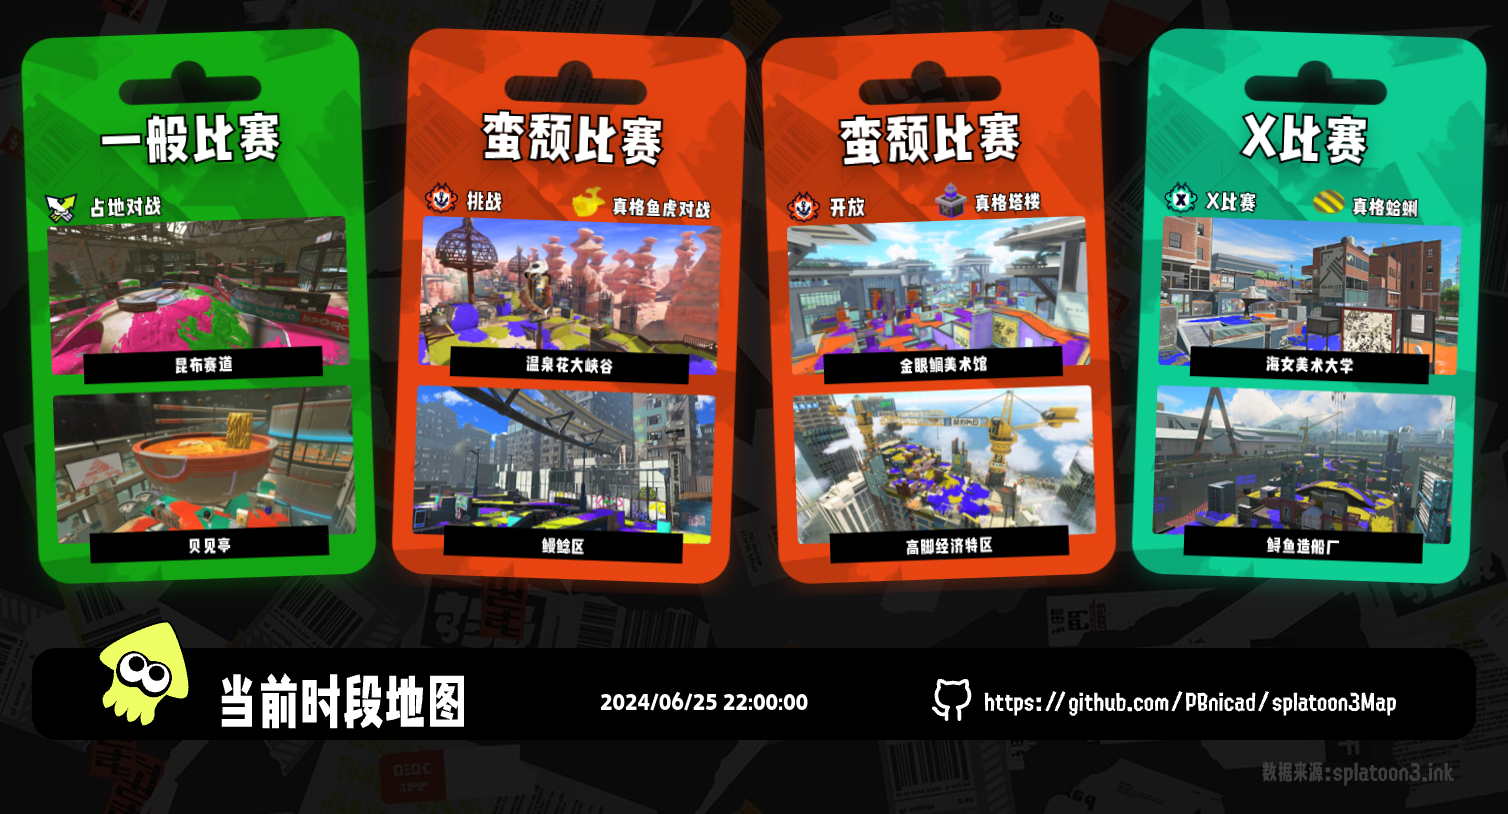 一般比赛
占地对战
昆布赛道
贝见亭
蛮颓比赛
挑战
真格鱼虎对战
温泉花大峡谷
鳗鲶区
蛮颓比赛
开放
真格塔楼
金眼鲷美术馆
高脚经济特区
X比赛
X比赛
真格蛤蜊
海女美术大学
鲟鱼造船厂
当前时段地图
2024/06/25 22:00:00
https://github.com/PBnicad/splatoon3Map
数据来源:splatoon3.ink